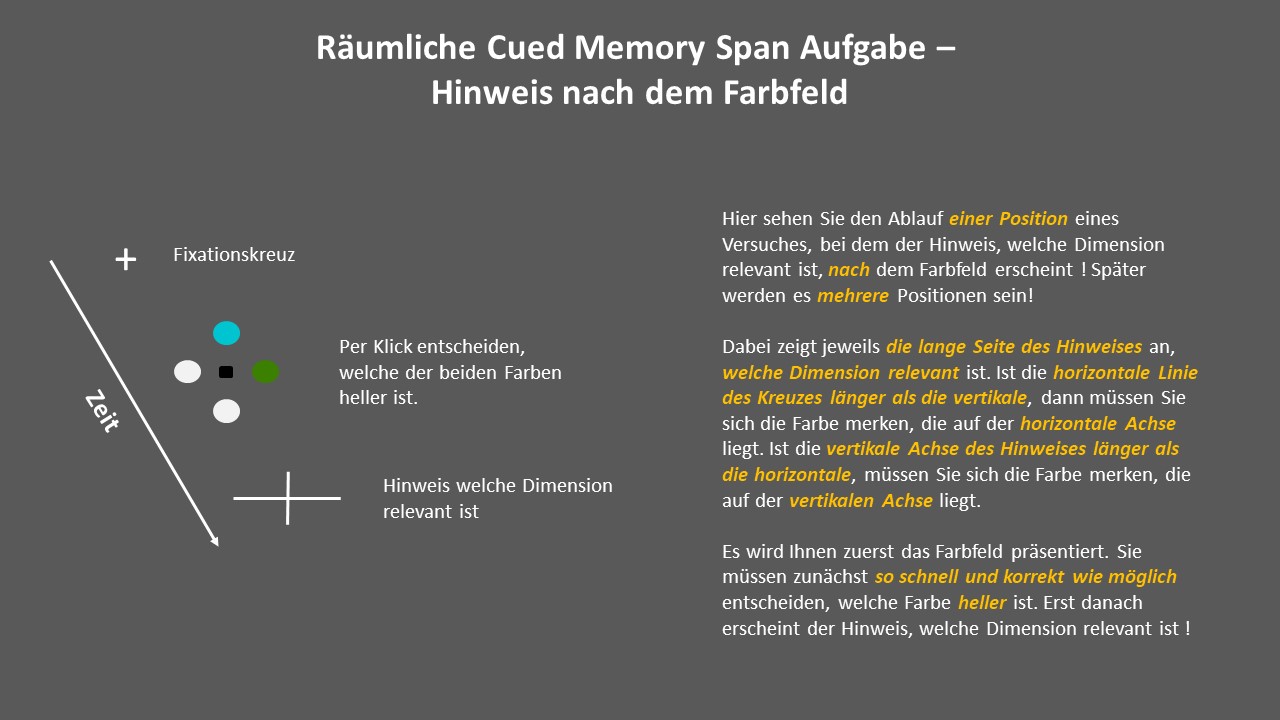 Räumliche Cued Memory Span Aufgabe –
Hinweis nach dem Farbfeld
Fixationskreuz
Per Klick entscheiden,
welche der beiden Farben
heller ist.
Zeit
Hinweis welche Dimension
relevant ist
Hier sehen Sie den Ablauf einer Position eines
Versuches, bei dem der Hinweis, welche Dimension
relevant ist, nach dem Farbfeld erscheint ! Später
werden es mehrere Positionen sein!
Dabei zeigt jeweils die lange Seite des Hinweises an,
welche Dimension relevant ist. Ist die horizontale Linie
des Kreuzes länger als die vertikale, dann müssen Sie
sich die Farbe merken, die auf der horizontale Achse
liegt. Ist die vertikale Achse des Hinweises länger als
die horizontale, müssen Sie sich die Farbe merken, die
auf der vertikalen Achse liegt.
Es wird Ihnen zuerst das Farbfeld präsentiert. Sie
müssen zunächst so schnell und korrekt wie möglich
entscheiden, welche Farbe heller ist. Erst danach
erscheint der Hinweis, welche Dimension relevant ist !